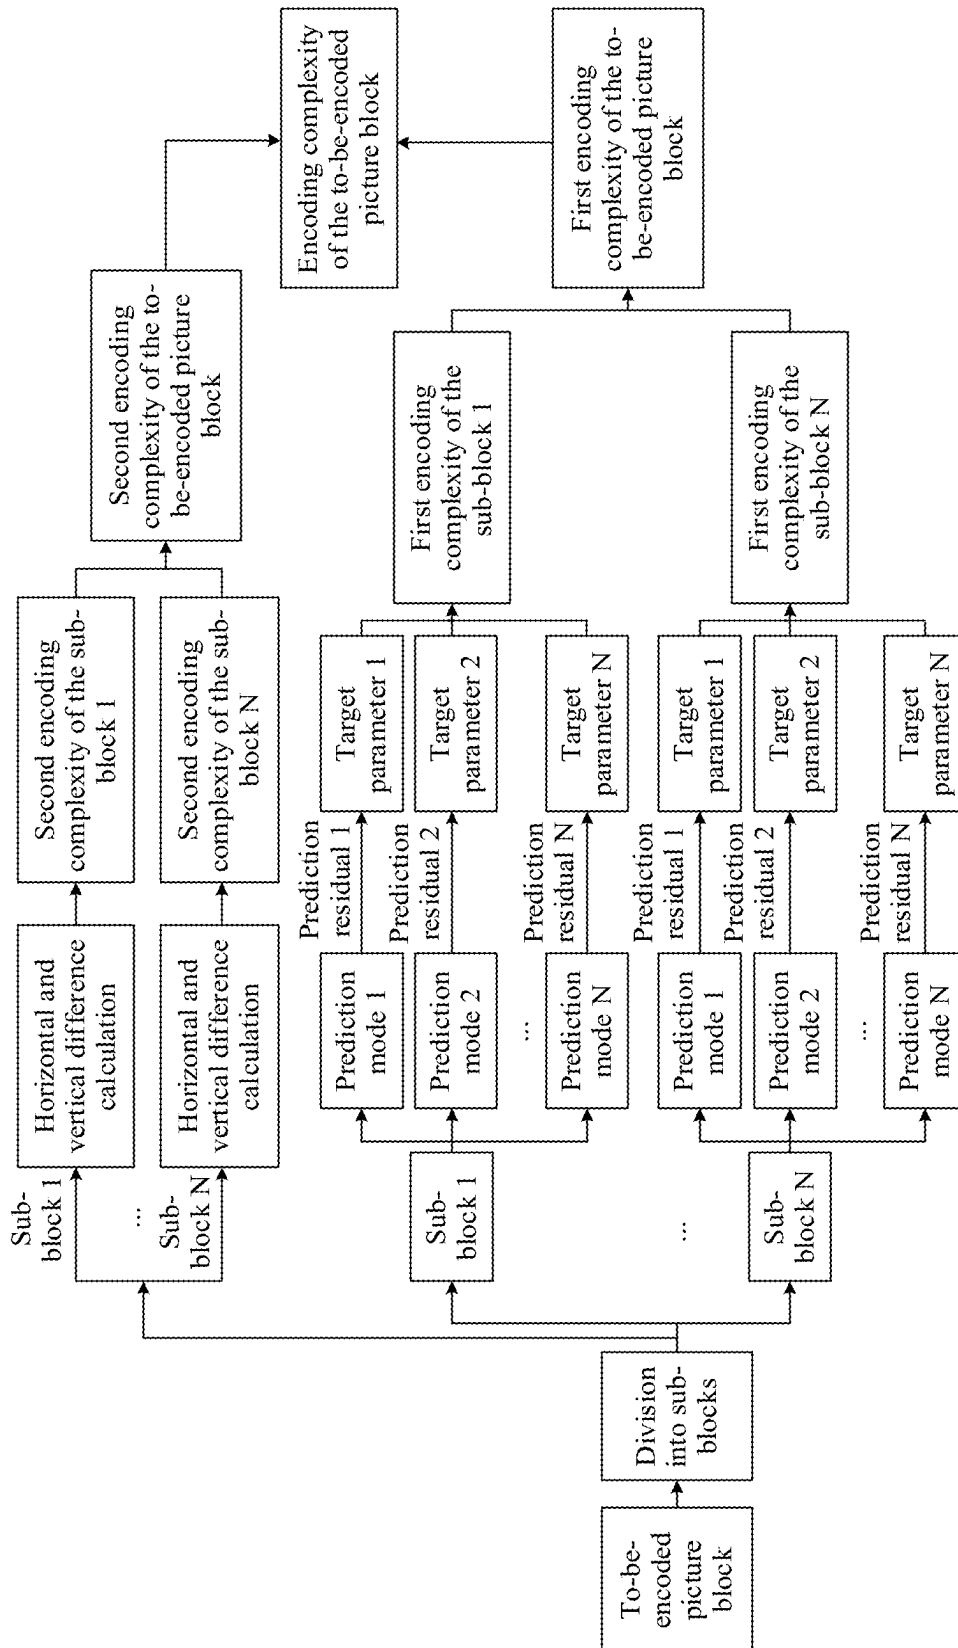 To-be-
encoded
picture
block
Division
into sub-
blocks
Sub-
block 1
...
Sub-
block N
Horizontal and
vertical difference
calculation
Horizontal and
vertical difference
calculation
Second encoding
complexity of the sub-
block 1
Second encoding
complexity of the sub-
block N
Second encoding
complexity of the to-
be-encoded picture
block
Sub-
block 1
...
Sub-
block N
Prediction
mode 1
Prediction
mode 2
...
Prediction
mode N
Prediction
residual 1
Prediction
residual 2
Prediction
residual N
Target
parameter 1
Target
parameter 2
Target
parameter N
First encoding
complexity of the
sub-block 1
Prediction
mode 1
Prediction
mode 2
...
Prediction
mode N
Prediction
residual 1
Prediction
residual 2
Prediction
residual N
Target
parameter 1
Target
parameter 2
Target
parameter N
First encoding
complexity of the
sub-block N
First encoding
complexity of the to-
be-encoded picture
block
Encoding complexity
of the to-be-encoded
picture block